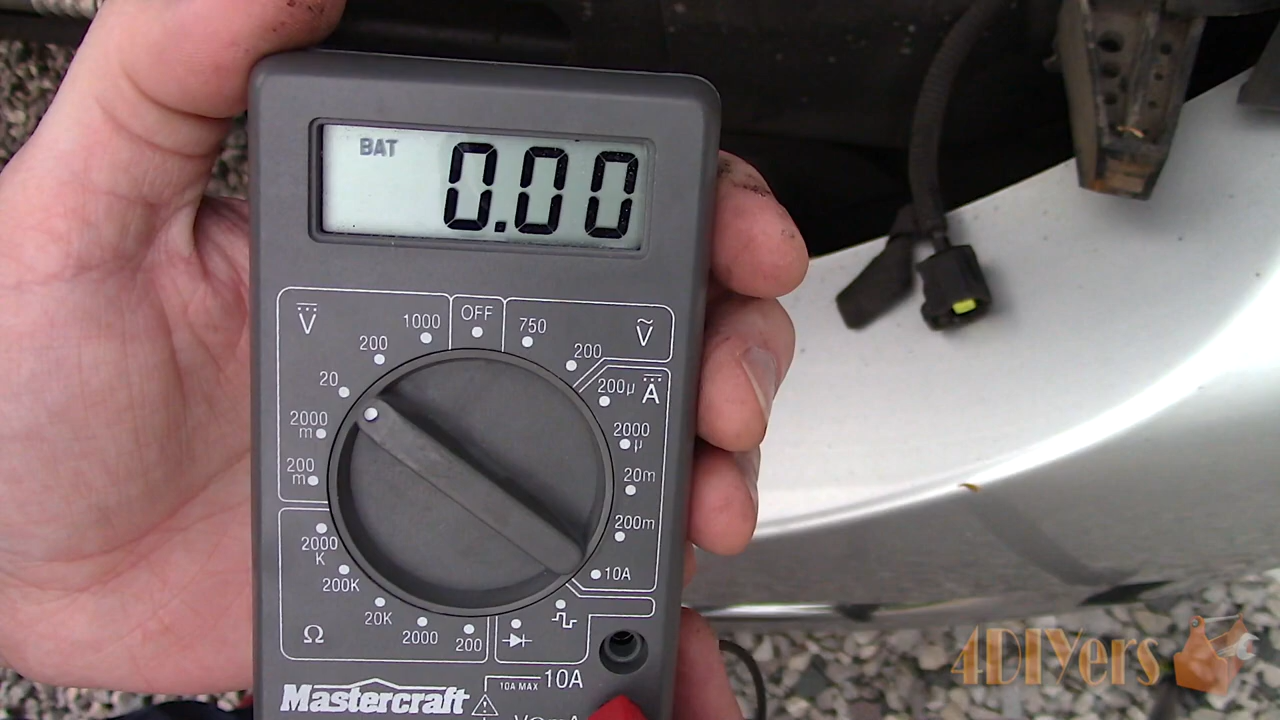 BAT 0.00
V OFF V
1000 750
200 200
20 200μ A
2000 m 2000 μ
200 m 20m
200m
2000 K 10A
200K
20K 2000 200
Ω
Mastercraft 10A MAX 10A
4DIYers